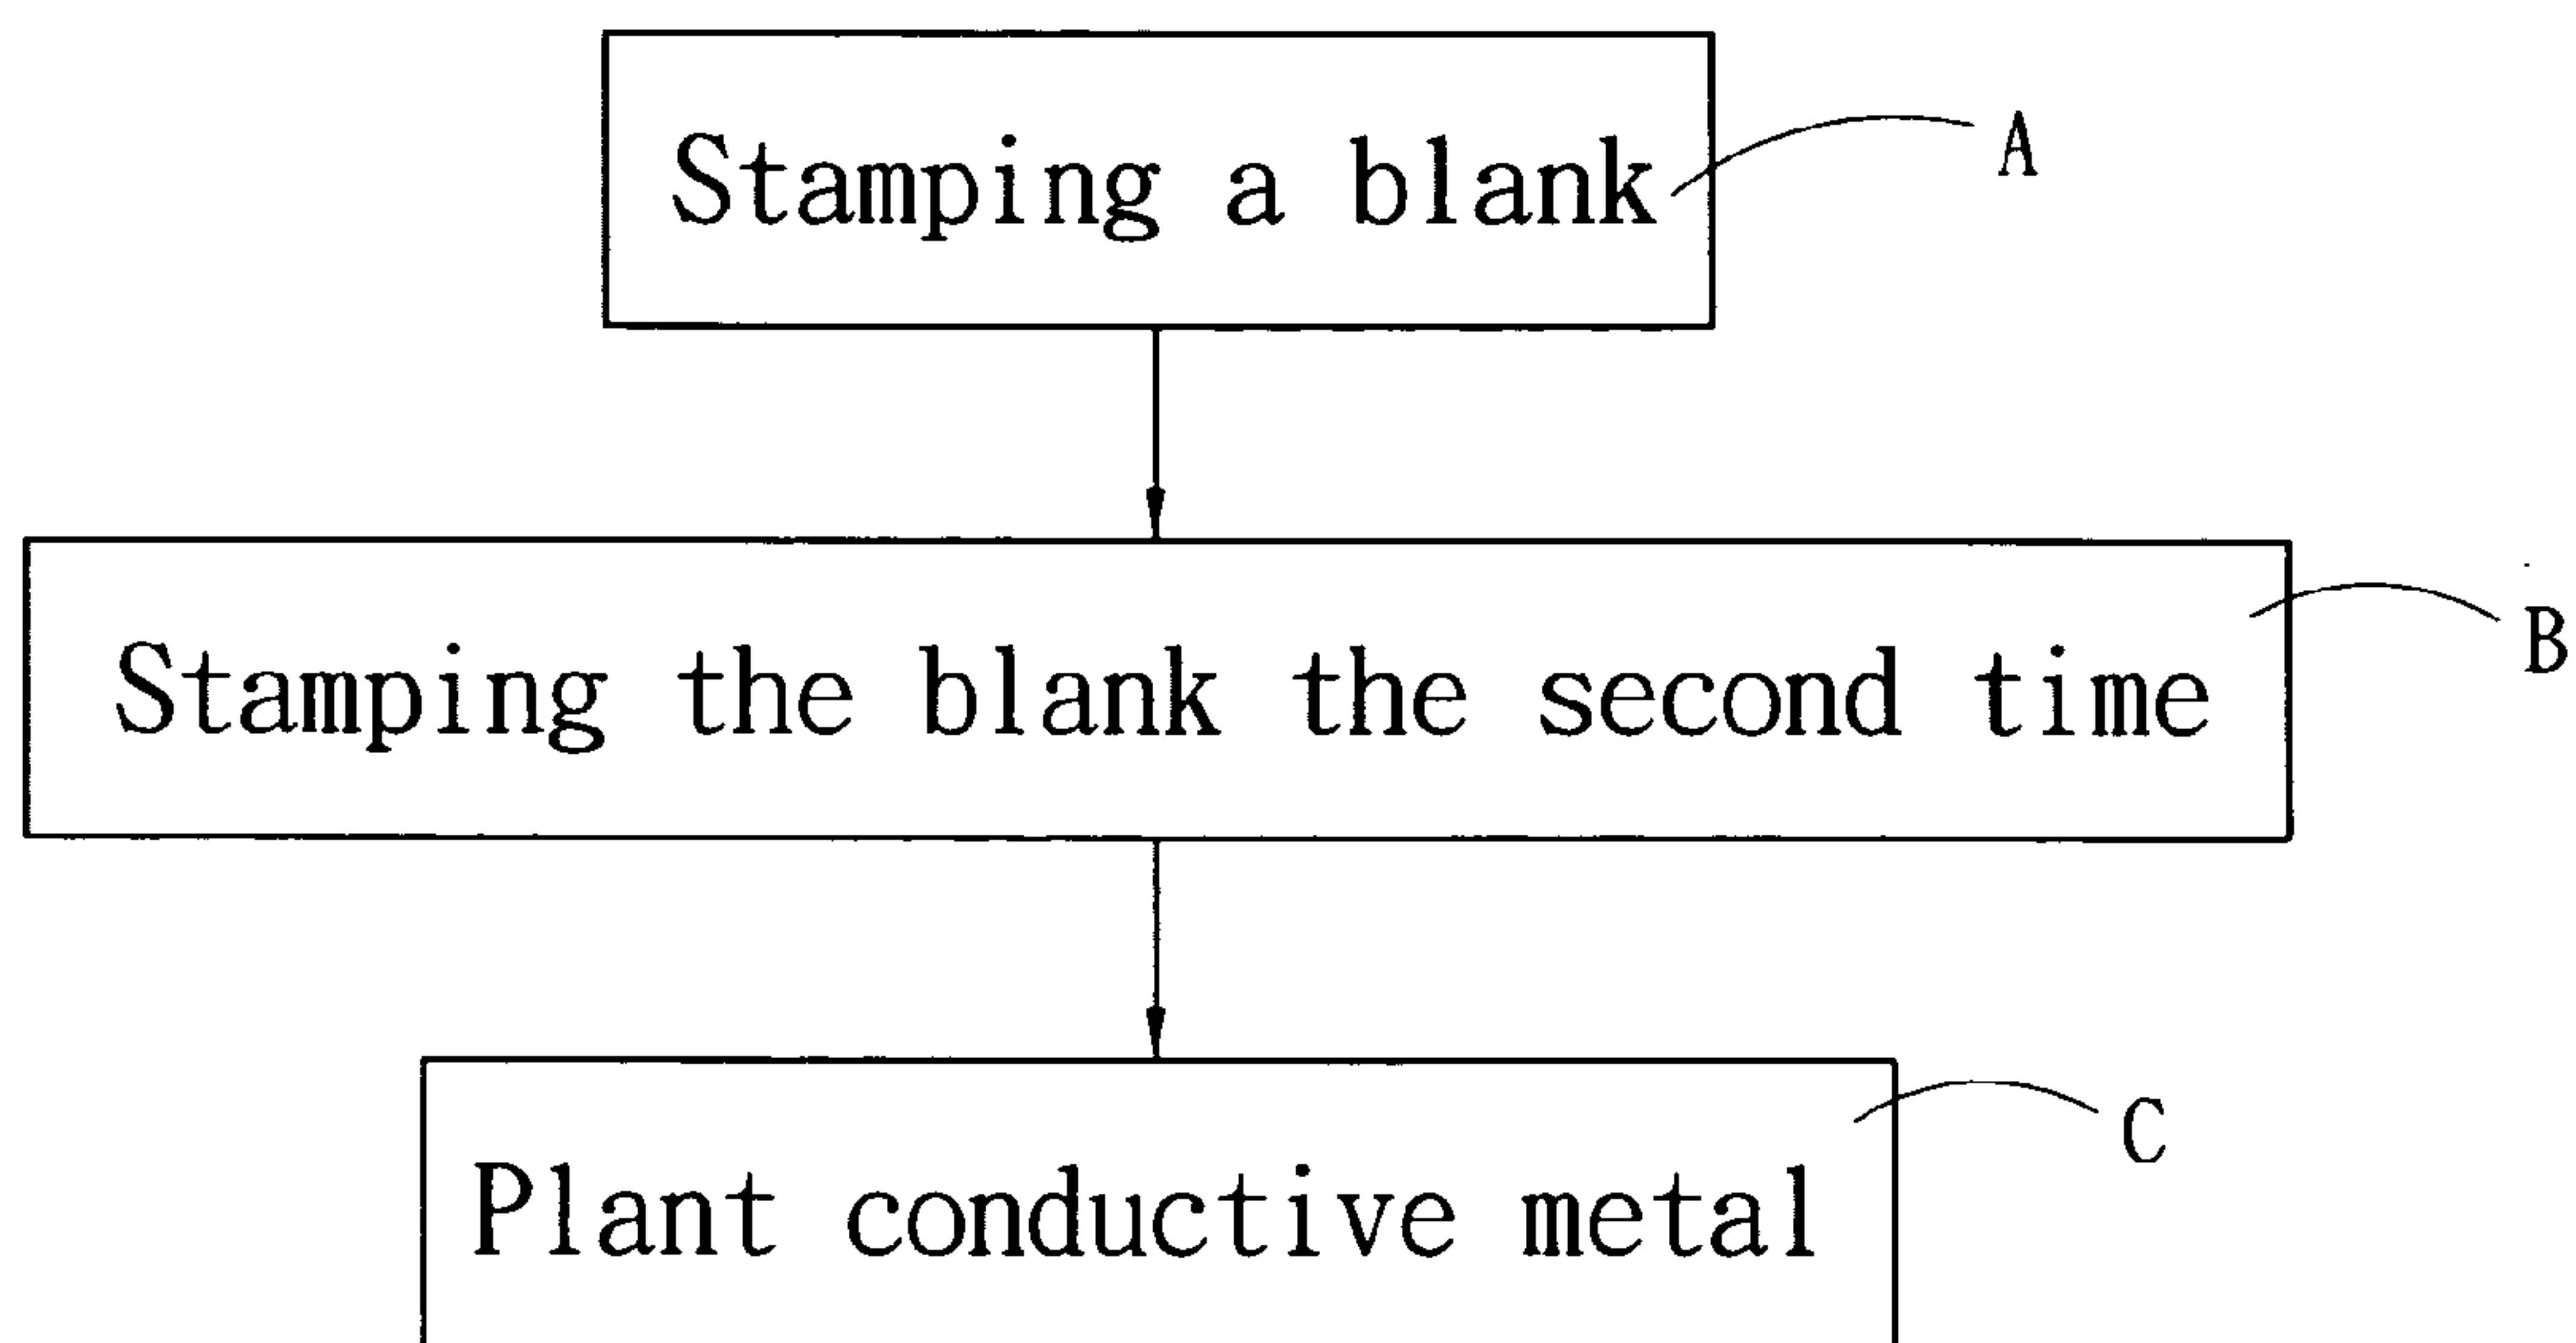 Stamping a blank
A
Stamping the blank the second time
B
Plant conductive metal
C